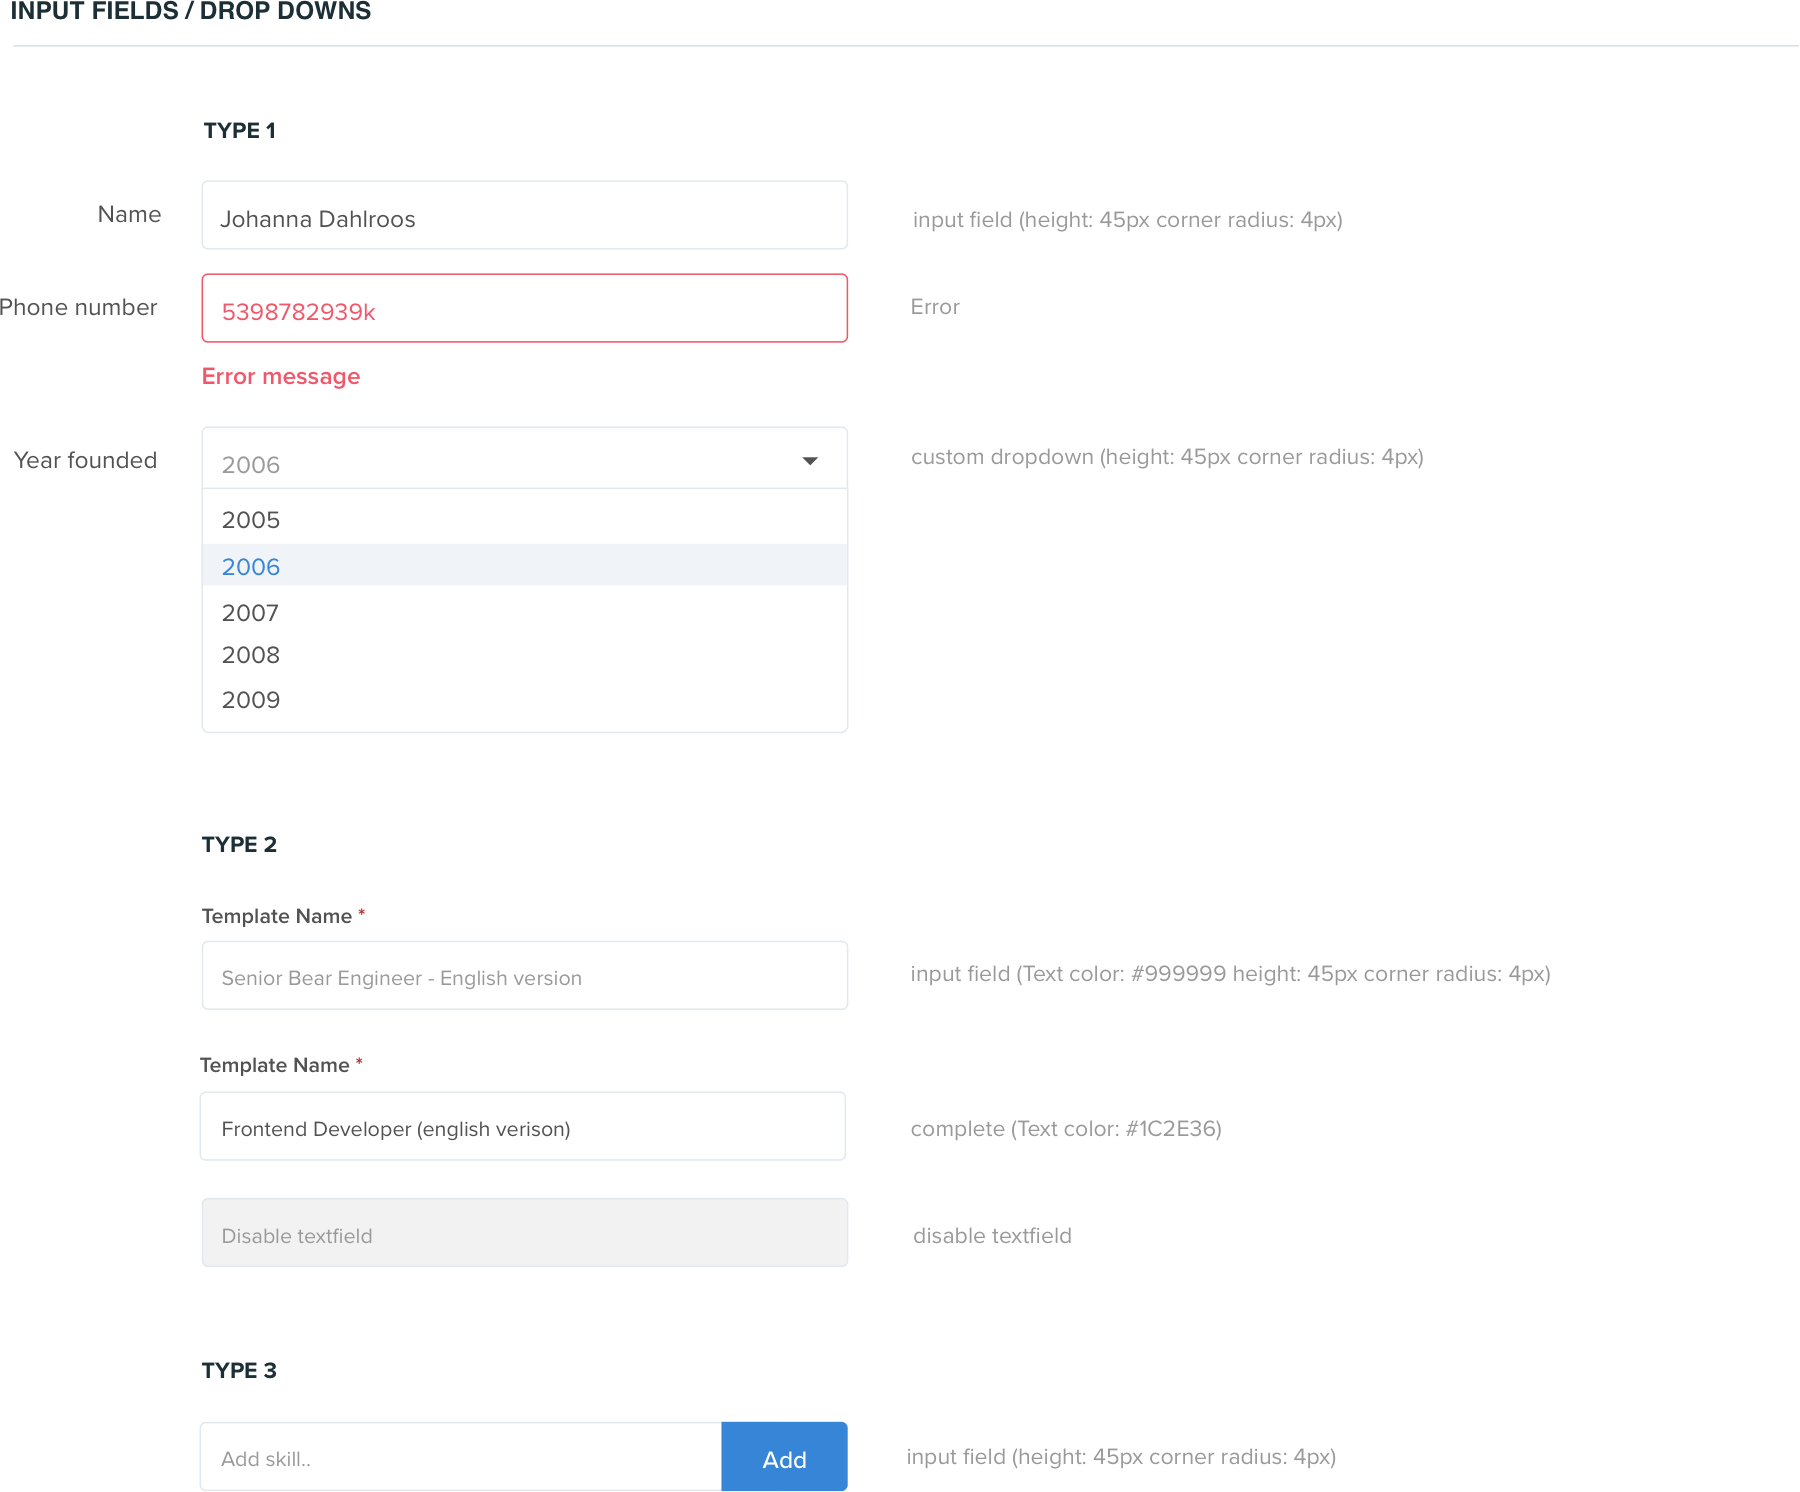 INPUT FIELDS / DROP DOWNS
TYPE 1
Name
Johanna Dahlroos
input field (height: 45px corner radius: 4px)
Phone number
5398782939k
Error
Error message
Year founded
2006
custom dropdown (height: 45px corner radius: 4px)
2005
2006
2007
2008
2009
TYPE 2
Template Name *
Senior Bear Engineer - English version
input field (Text color: #999999 height: 45px corner radius: 4px)
Template Name *
Frontend Developer (english verison)
complete (Text color: #1C2E36)
Disable textfield
disable textfield
TYPE 3
Add skill..
Add
input field (height: 45px corner radius: 4px)